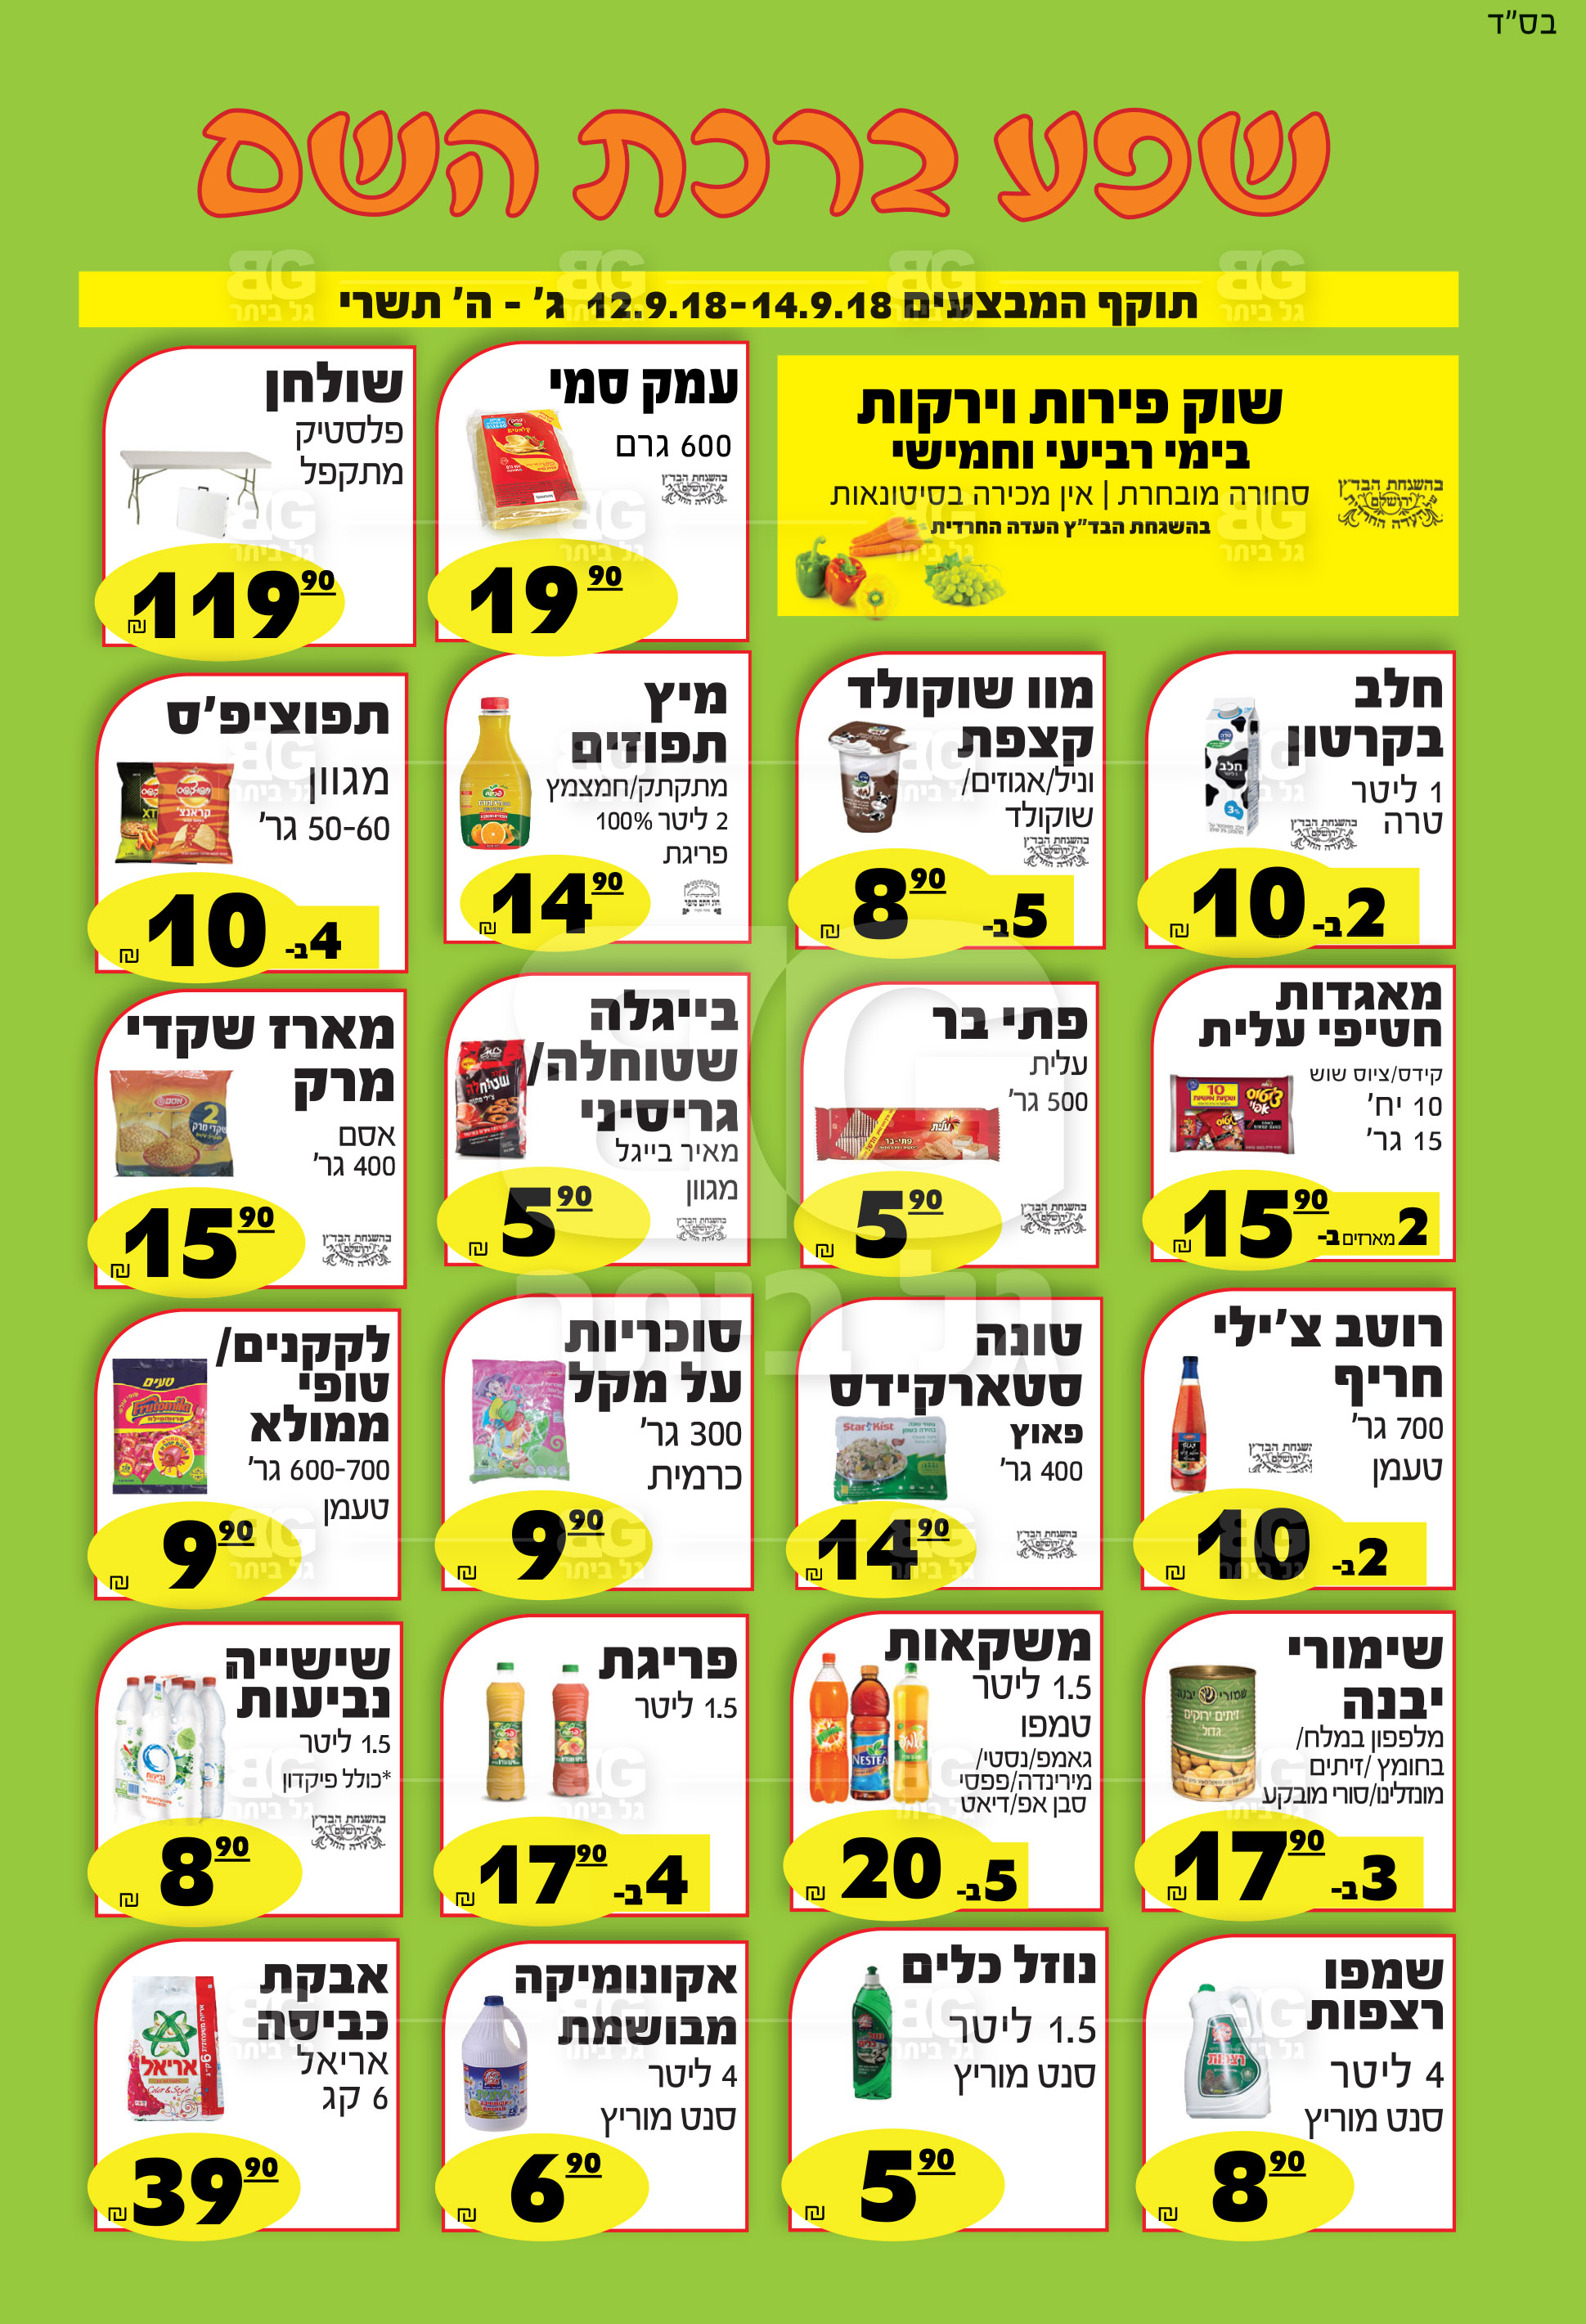 בס"ד
שפע ברכת השם
תוקף המבצעים 12.9.18-14.9.18 ג' - ה' תשרי
שוק פירות וירקות
בימי רביעי וחמישי
סחורה מובחרת | אין מכירה בסיטונאות
בהשגחת הבד"ץ העדה החרדית
עמק סמי
600 גרם
19 90
שולחן
פלסטיק
מתקפל
119 90 ₪
חלב
בקרטון
1 ליטר
טרה
2 ב- 10 ₪
מוו שוקולד
קצפת
וניל/אגוזים/
שוקולד
5 ב- 8 90 ₪
מיץ
תפוזים
מתקתק/חמצמץ
2 ליטר 100%
פריגת
14 90 ₪
תפוציפ'ס
מגוון
50-60 גר'
4 ב- 10 ₪
מאגדות
חטיפי עלית
קידס/ציוס שוש
10 יח'
15 גר'
2 מארזים ב- 15 90 ₪
פתי בר
עלית
500 גר'
5 90 ₪
בייגלה
שטוחלה/
גריסיני
מאיר בייגל
מגוון
5 90 ₪
מארז שקדי
מרק
אסם
400 גר'
15 90 ₪
רוטב צ'ילי
חריף
700 גר'
טעמן
2 ב- 10 ₪
טונה
סטארקידס
פאוץ
400 גר'
14 90 ₪
סוכריות
על מקל
300 גר'
כרמית
9 90 ₪
לקקנים/
טופי
ממולא
600-700 גר'
טעמן
9 90 ₪
שימורי
יבנה
מלפפון במלח/
בחומץ /זיתים
מונזלינו/סורי מובקע
3 ב- 17 90 ₪
משקאות
1.5 ליטר
טמפו
גאמפ/נסטי/
מירינדה/פפסי
סבן אפ/דיאט
5 ב- 20 ₪
פריגת
1.5 ליטר
4 ב- 17 90 ₪
שישייה
נביעות
1.5 ליטר
*כולל פיקדון
8 90 ₪
שמפו
רצפות
4 ליטר
סנט מוריץ
8 90 ₪
נוזל כלים
1.5 ליטר
סנט מוריץ
5 90 ₪
אקונומיקה
מבושמת
4 ליטר
סנט מוריץ
6 90 ₪
אבקת
כביסה
אריאל
6 קג
39 90 ₪
BG
גל ביתר